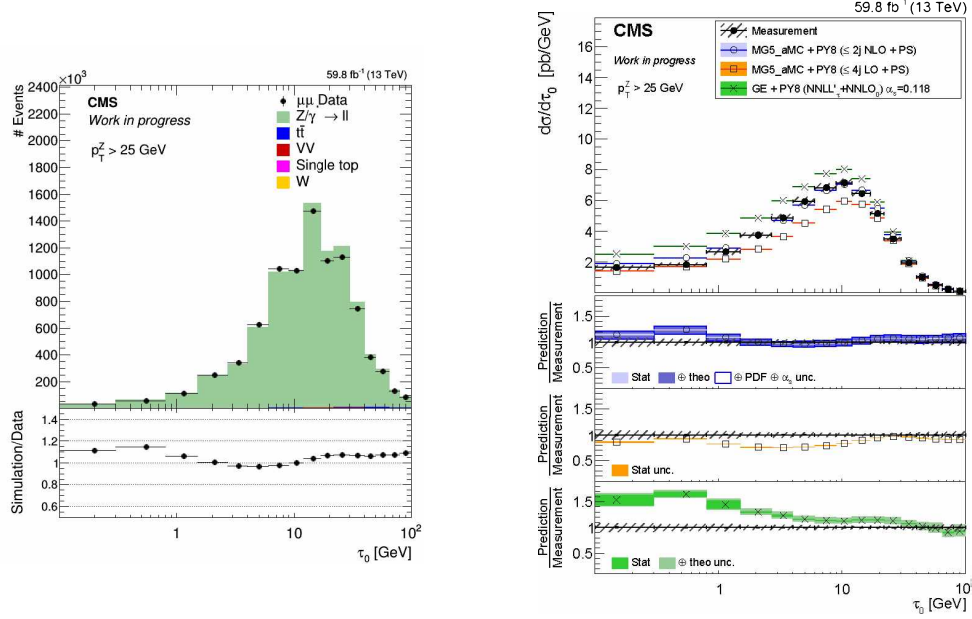 59.8 fb⁻¹ (13 TeV)
×10³
# Events
2400
2200
2000
1800
1600
1400
1200
1000
800
600
400
200
CMS
Work in progress
p_T^Z > 25 GeV
μμ Data
Z/γ → ll
tt̄
VV
Single top
W
Simulation/Data
1.4
1.2
1
0.8
0.6
1
10
10²
τ₀ [GeV]
59.8 fb⁻¹ (13 TeV)
dσ/dτ₀ [pb/GeV]
16
14
12
10
8
6
4
2
CMS
Work in progress
p_T^Z > 25 GeV
Measurement
MG5_aMC + PY8 (≤ 2j NLO + PS)
MG5_aMC + PY8 (≤ 4j LO + PS)
GE + PY8 (NNLL'_τ+NNLO₀) α_s=0.118
Prediction
Measurement
1.5
1
0.5
Stat ⊕ theo ⊕ PDF ⊕ α_s unc.
Prediction
Measurement
1.5
1
0.5
Stat unc.
Prediction
Measurement
1.5
1
0.5
Stat ⊕ theo unc.
1
10
10
τ₀ [GeV]